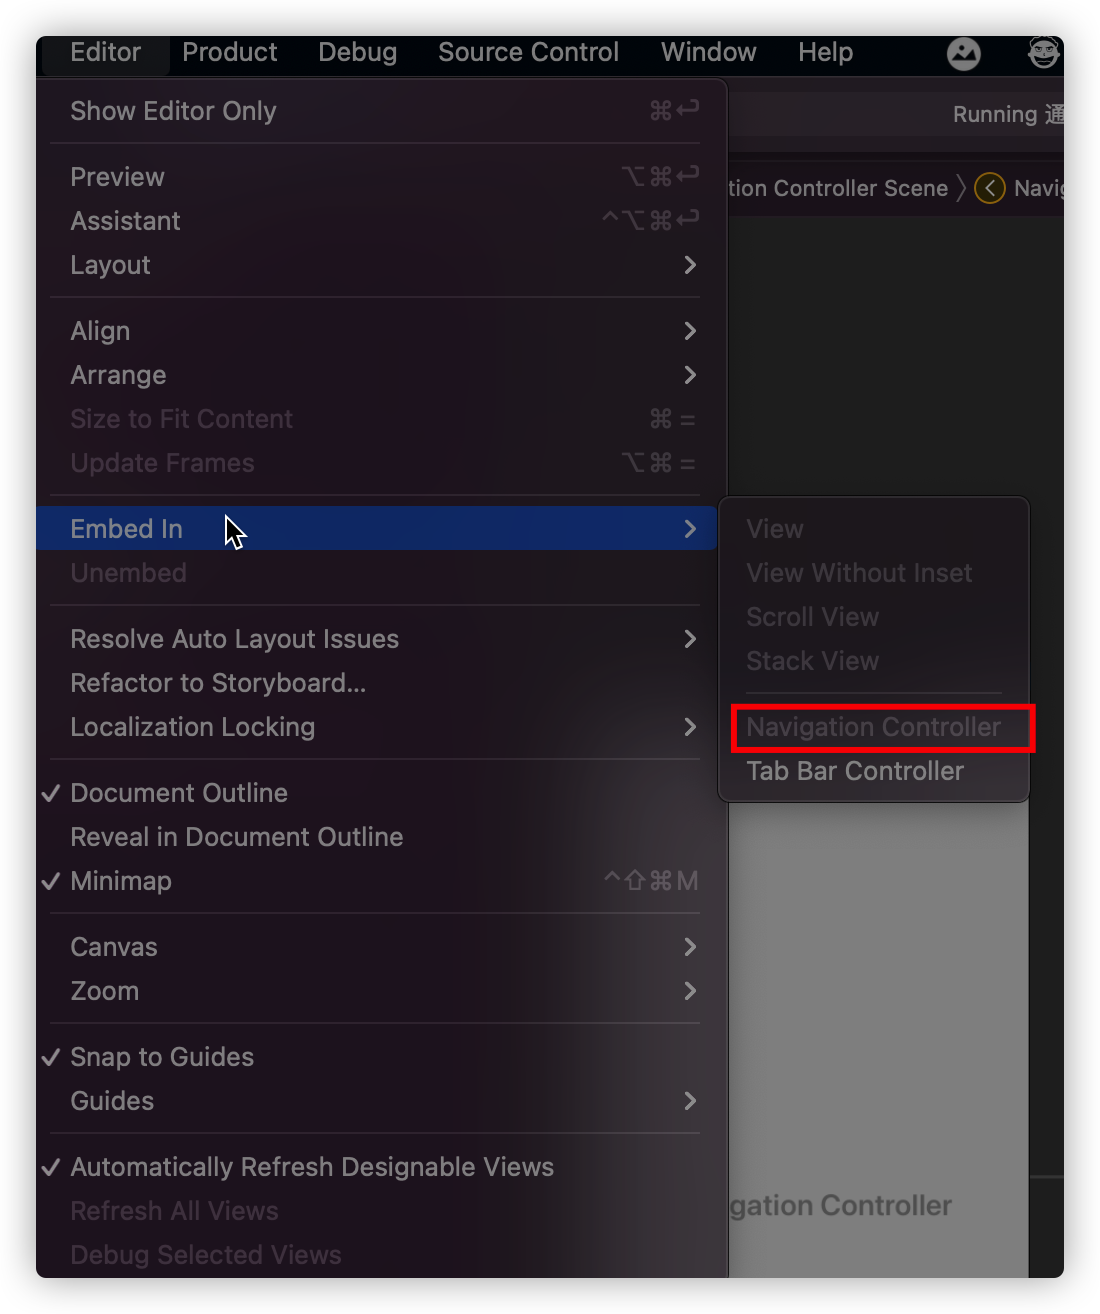 Editor Product Debug Source Control Window Help
Show Editor Only ⌘↩
Running 通
Preview ⌥⌘↩
tion Controller Scene 〉 Navig
Assistant ^⌥⌘↩
Layout
Align
Arrange
Size to Fit Content ⌘ =
Update Frames ⌥⌘ =
Embed In
Unembed
View
View Without Inset
Scroll View
Stack View
Navigation Controller
Tab Bar Controller
Resolve Auto Layout Issues
Refactor to Storyboard...
Localization Locking
✓ Document Outline
Reveal in Document Outline
✓ Minimap ^⇧⌘M
Canvas
Zoom
✓ Snap to Guides
Guides
✓ Automatically Refresh Designable Views
Refresh All Views
gation Controller
Debug Selected Views